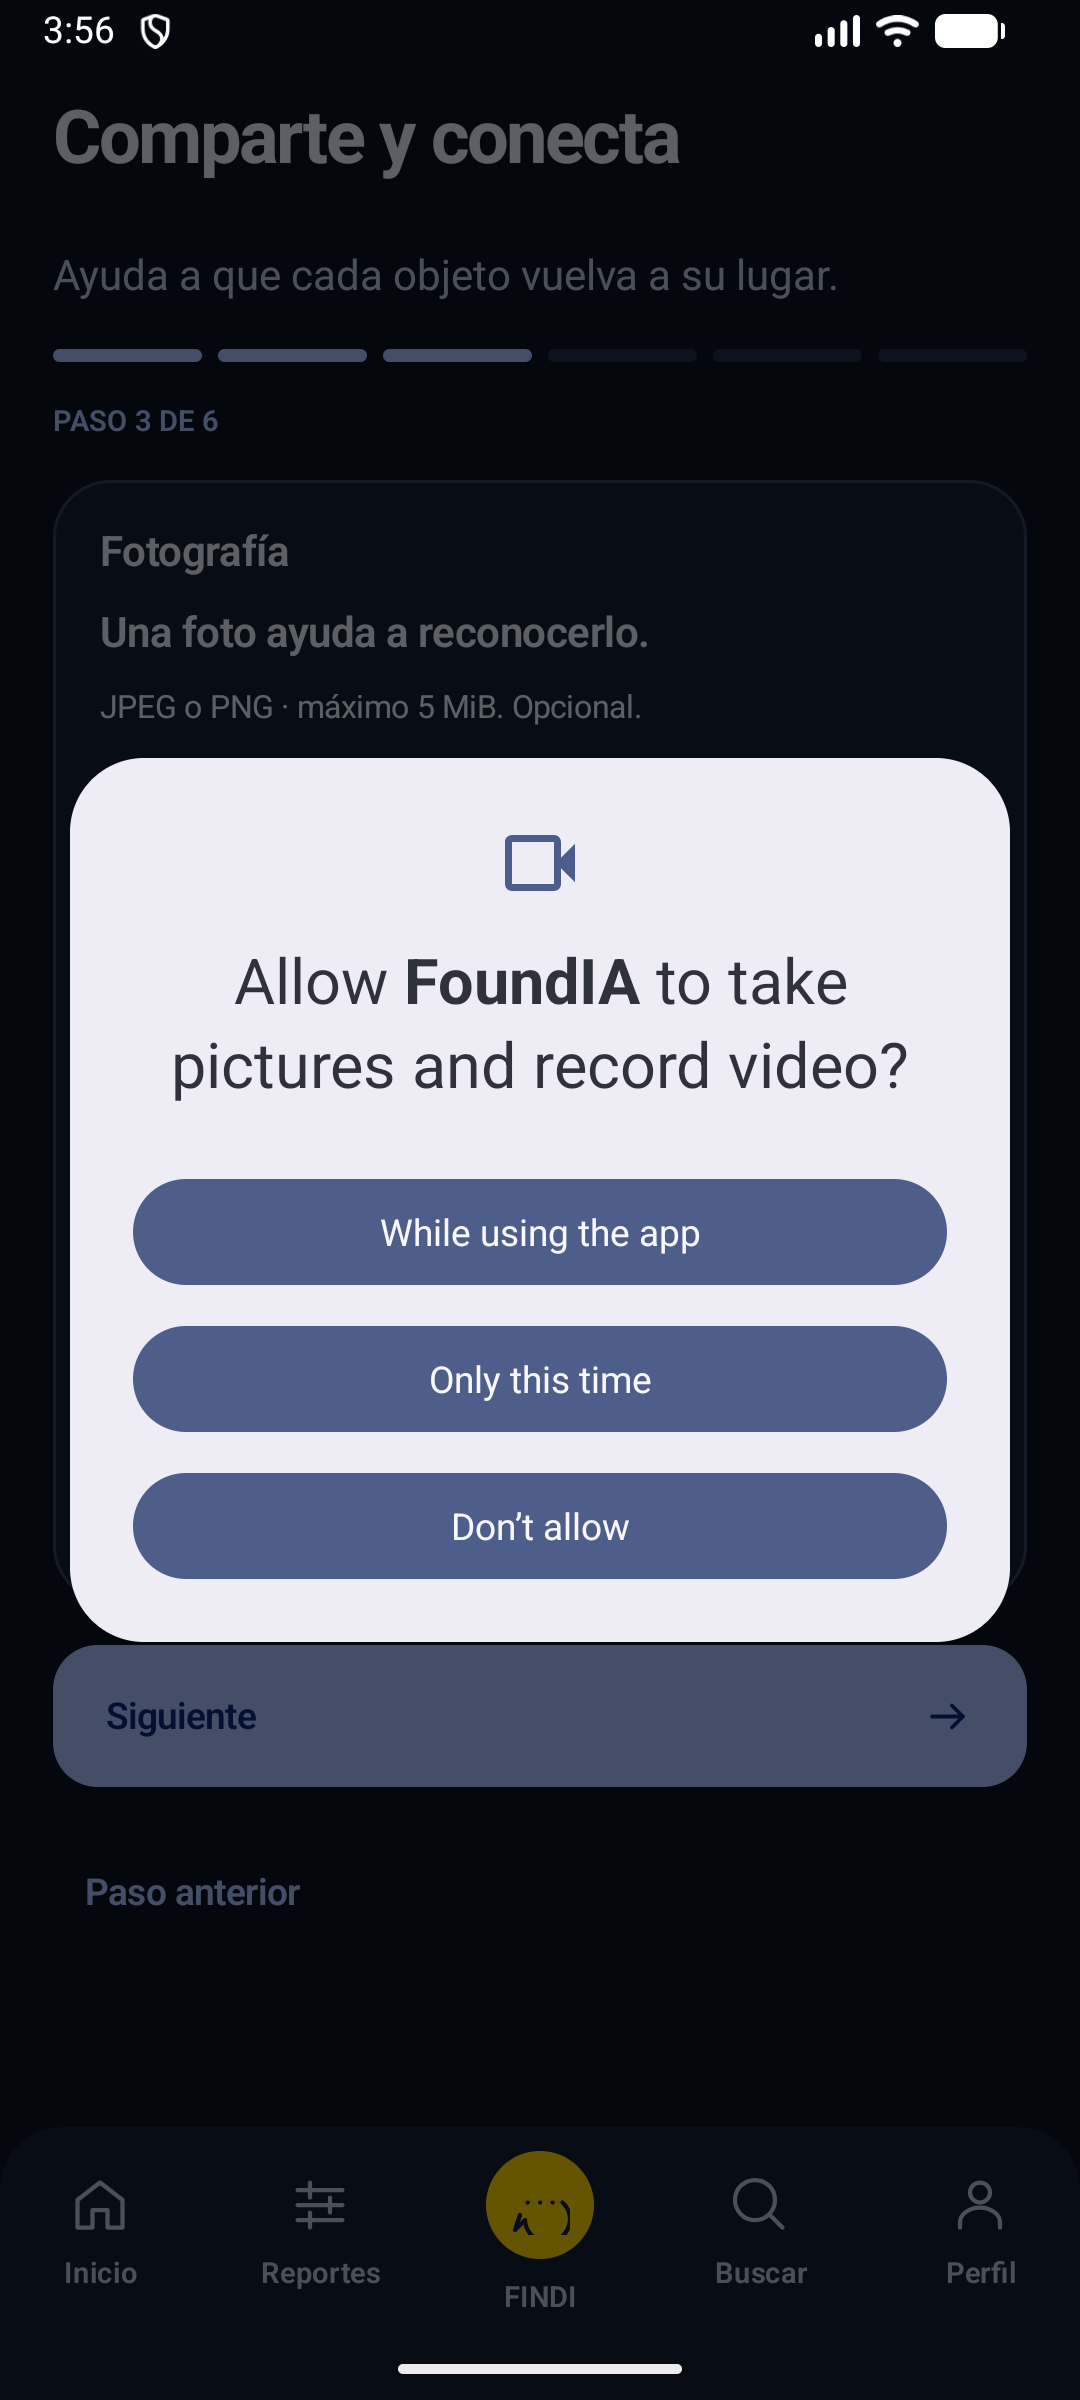 3:56
Comparte y conecta
Ayuda a que cada objeto vuelva a su lugar.
PASO 3 DE 6
Fotografía
Una foto ayuda a reconocerlo.
JPEG o PNG · máximo 5 MiB. Opcional.
Allow FoundIA to take
pictures and record video?
While using the app
Only this time
Don’t allow
Siguiente
Paso anterior
Inicio
Reportes
FINDI
Buscar
Perfil